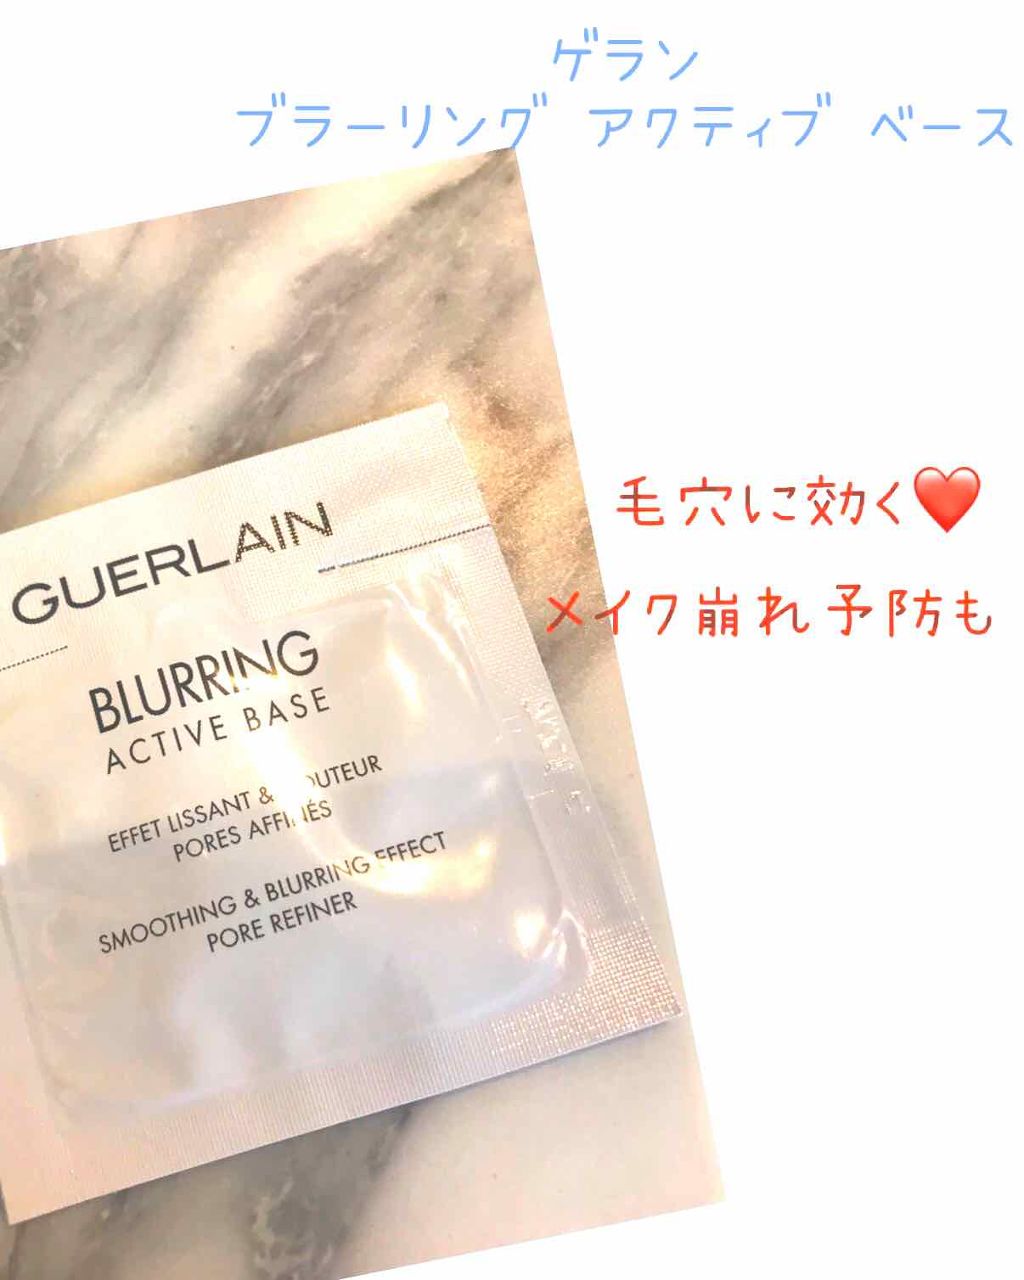 ゲラン
ブラーリング アクティブ ベース
毛穴に効く❤️
メイク崩れ予防も
GUERLAIN
BLURRING
ACTIVE BASE
EFFET LISSANT &
PORES AFFINÉS
SMOOTHING & BLURRING EFFECT
PORE REFINER